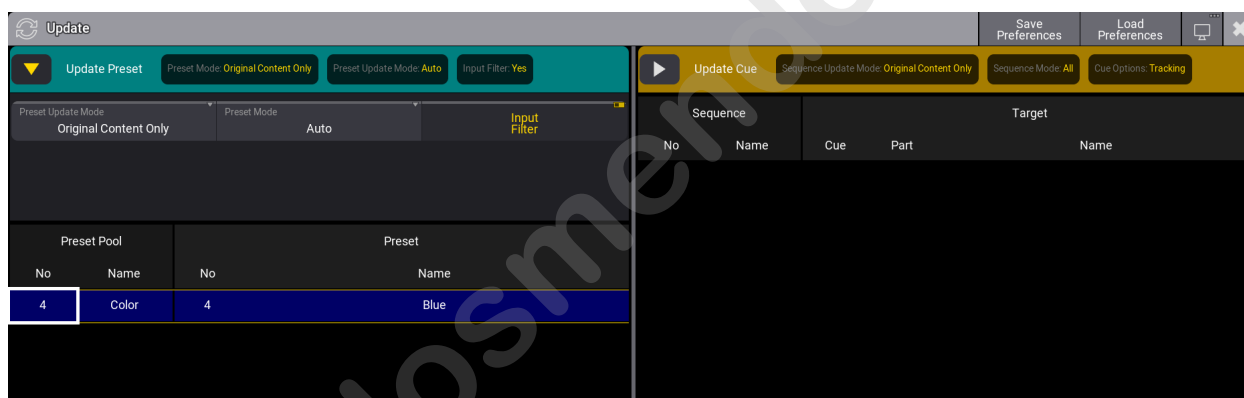 Update
Save Preferences
Load Preferences
Update Preset
Preset Mode: Original Content Only
Preset Update Mode: Auto
Input Filter: Yes
Update Cue
Sequence Update Mode: Original Content Only
Sequence Mode: All
Cue Options: Tracking
Preset Update Mode
Original Content Only
Preset Mode
Auto
Input
Filter
Sequence
Target
No
Name
Cue
Part
Name
Preset Pool
Preset
No
Name
No
Name
4
Color
4
Blue